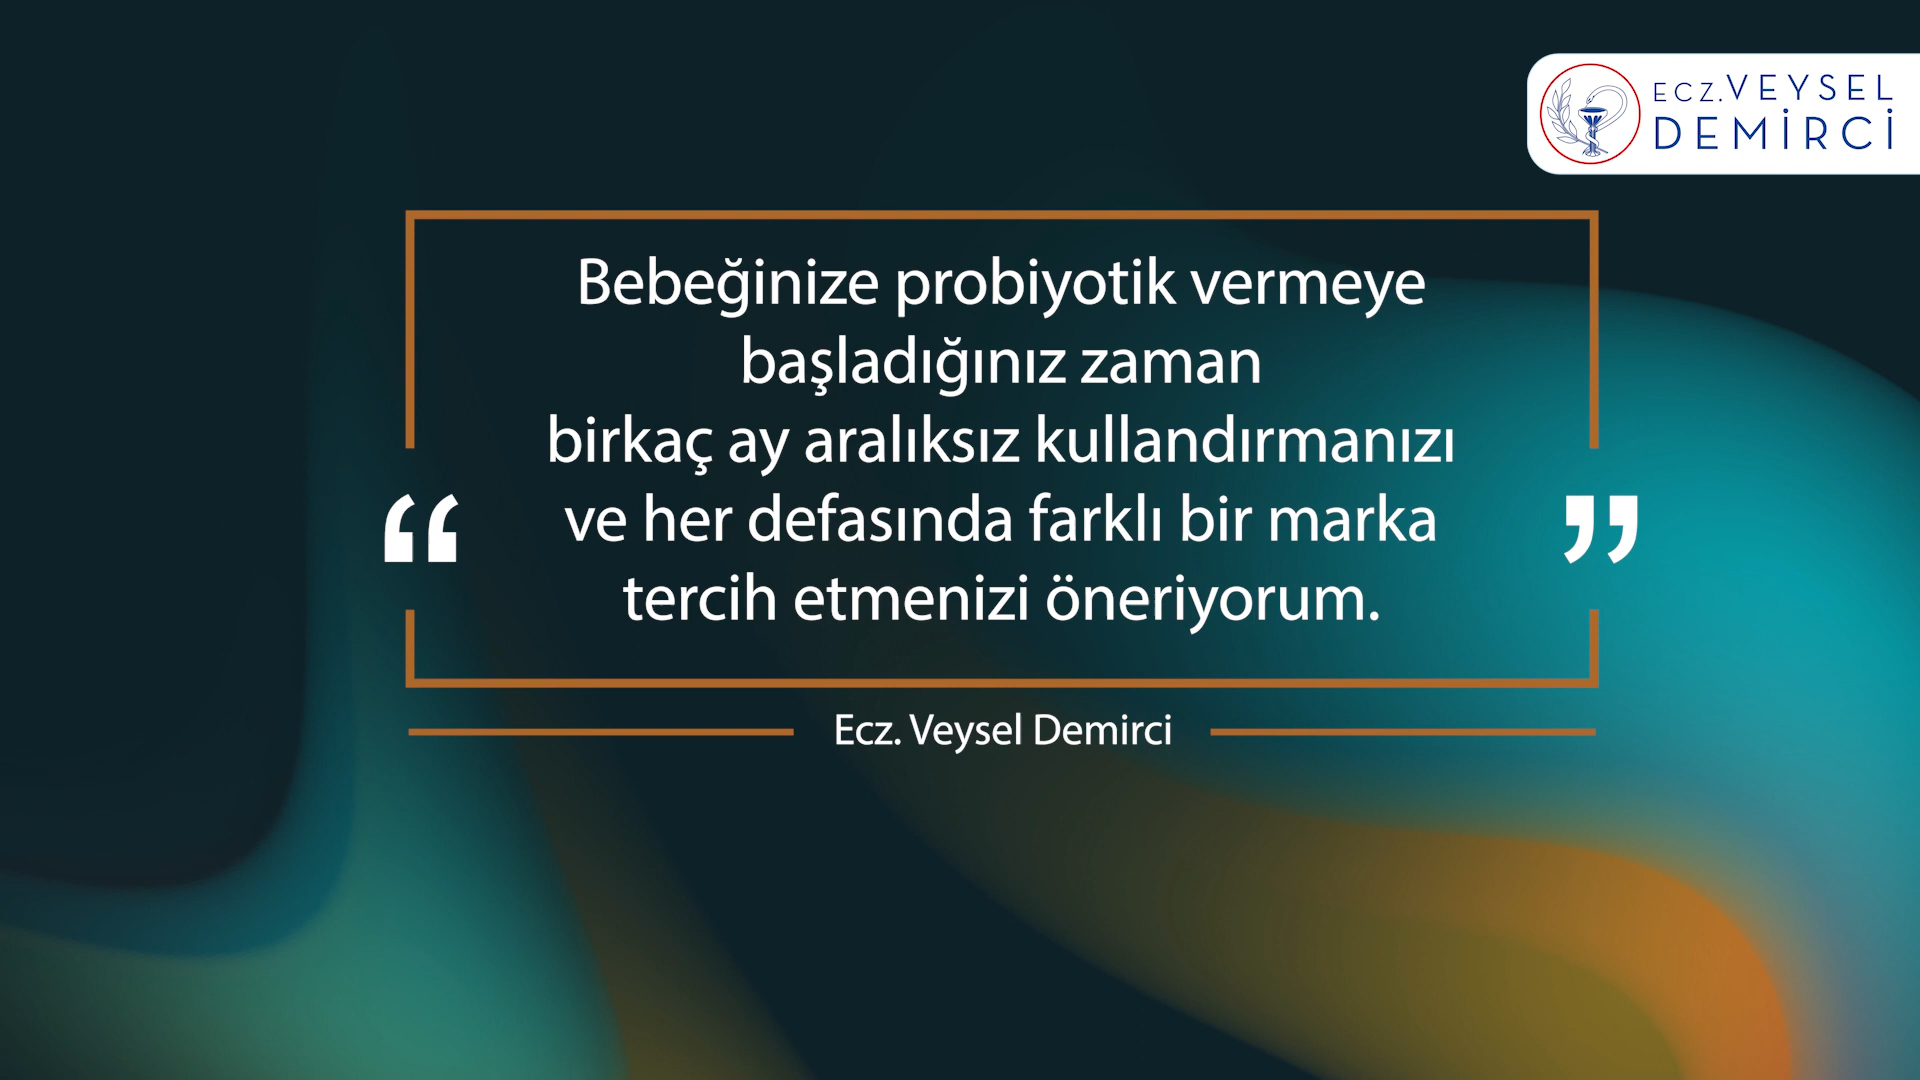 ECZ. VEYSEL
DEMİRCİ
Bebeğinize probiyotik vermeye
başladığınız zaman
birkaç ay aralıksız kullandırmanızı
“ ve her defasında farklı bir marka ”
tercih etmenizi öneriyorum.
Ecz. Veysel Demirci